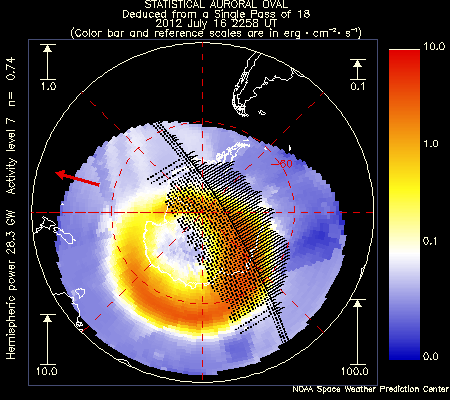 STATISTICAL AURORAL OVAL
Deduced from a Single Pass of 18
2012 July 16 2258 UT
(Color bar and reference scales are in erg·cm⁻²·s⁻¹)
1.0
0.1
10.0
100.0
-60
10.0
1.0
0.1
0.0
Hemispheric power 28.3 GW Activity level 7 n= 0.74
NOAA Space Weather Prediction Center